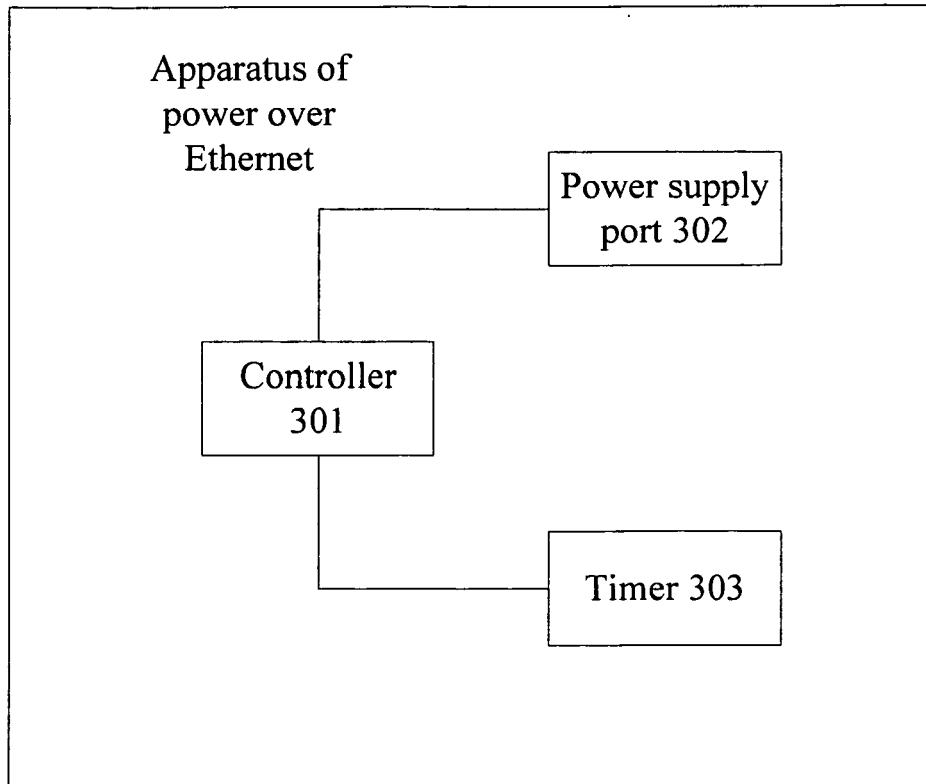 Apparatus of
power over
Ethernet
Power supply
port 302
Controller
301
Timer 303